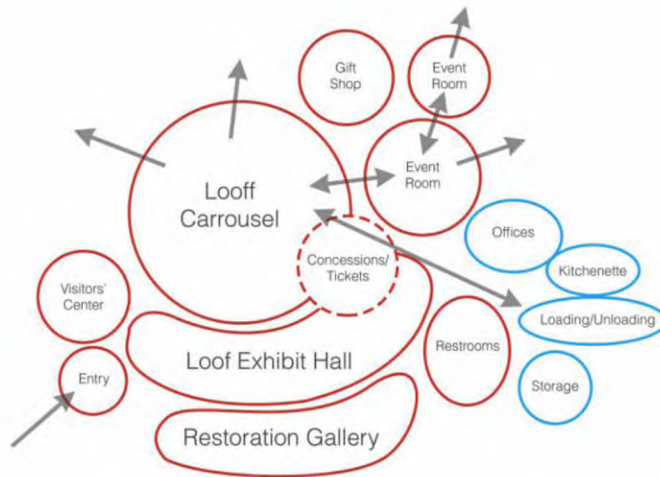 Gift
Shop
Event
Room
Event
Room
Looff
Carrousel
Offices
Concessions/
Tickets
Kitchenette
Visitors'
Center
Loading/Unloading
Loof Exhibit Hall
Restrooms
Entry
Storage
Restoration Gallery